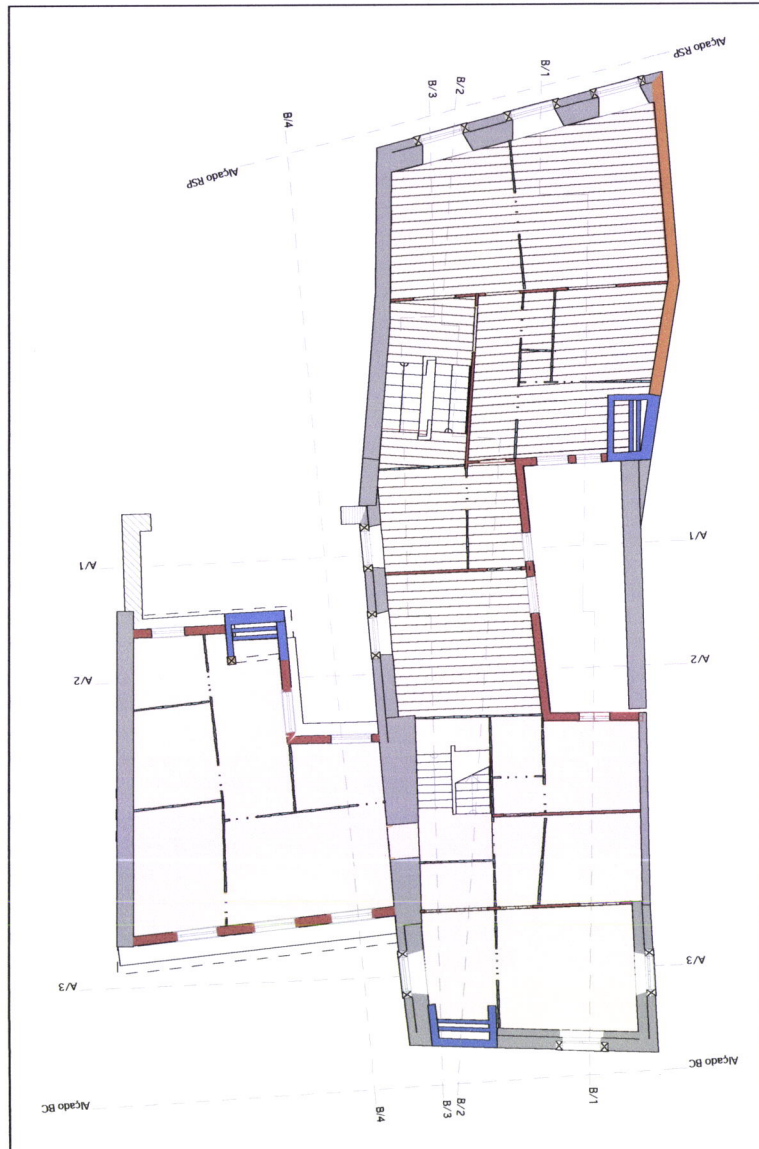 Alçado RSP
B/1
B/2
B/3
B/4
Alçado RSP
A/1
A/1
A/2
A/2
A/3
A/3
Alçado BC
Alçado BC
B/1
B/2
B/3
B/4